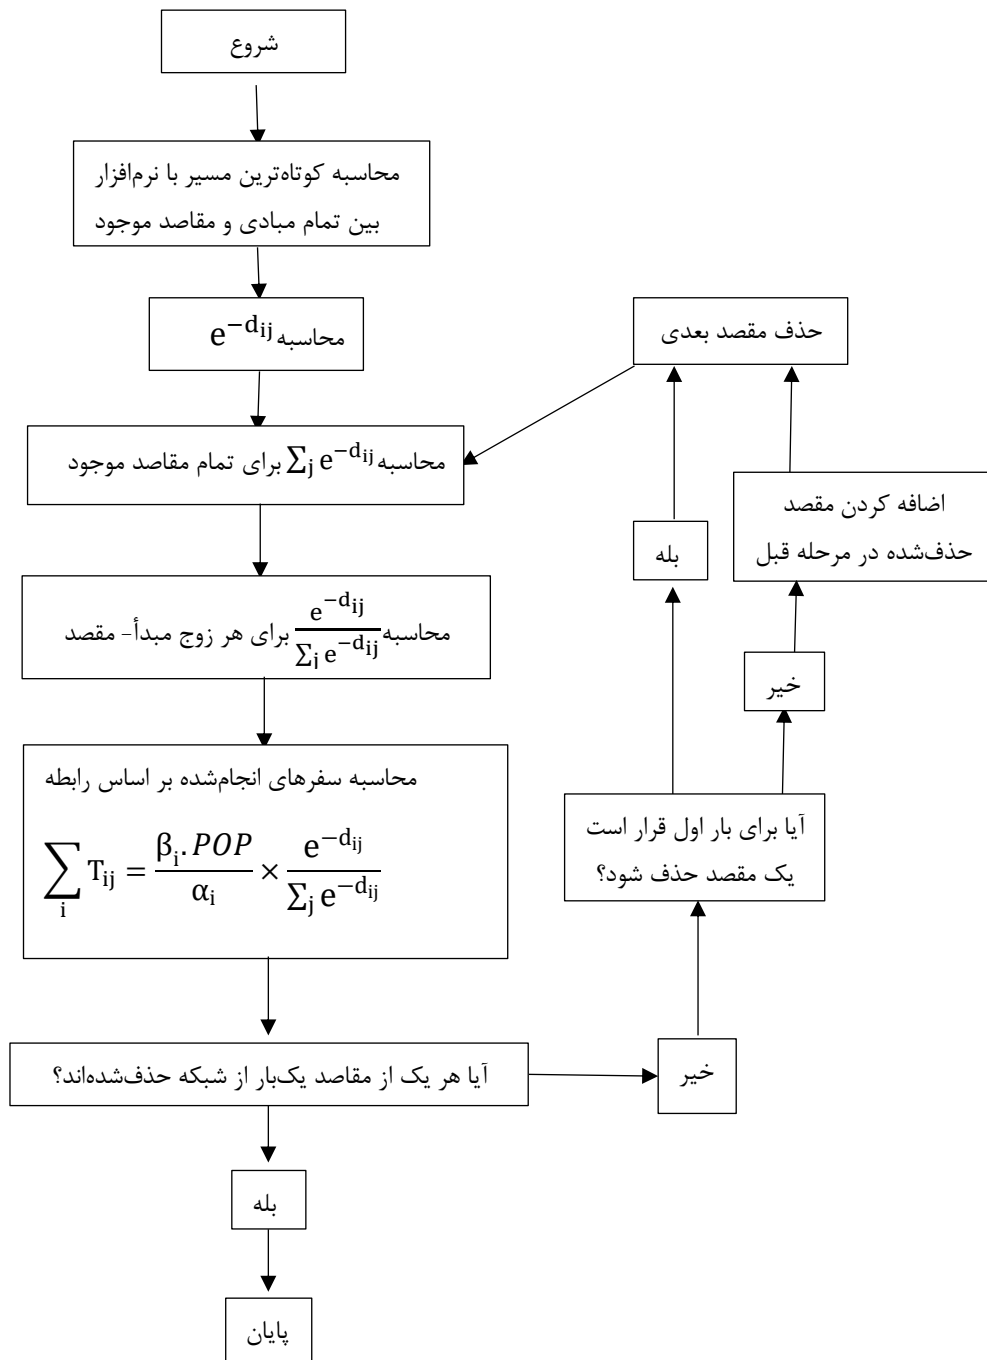 شروع
محاسبه کوتاه‌ترین مسیر با نرم‌افزار
بین تمام مبادی و مقاصد موجود
محاسبه e^{-d_{ij}}
محاسبه ∑_j e^{-d_{ij}} برای تمام مقاصد موجود
محاسبه \frac{e^{-d_{ij}}}{∑_j e^{-d_{ij}}} برای هر زوج مبدأ- مقصد
محاسبه سفرهای انجام‌شده بر اساس رابطه
∑_i T_{ij} = \frac{β_i. POP}{α_i} × \frac{e^{-d_{ij}}}{∑_j e^{-d_{ij}}}
آیا هر یک از مقاصد یک‌بار از شبکه حذف‌شده‌اند؟
بله
پایان
خیر
آیا برای بار اول قرار است
یک مقصد حذف شود؟
بله
خیر
اضافه کردن مقصد
حذف‌شده در مرحله قبل
حذف مقصد بعدی